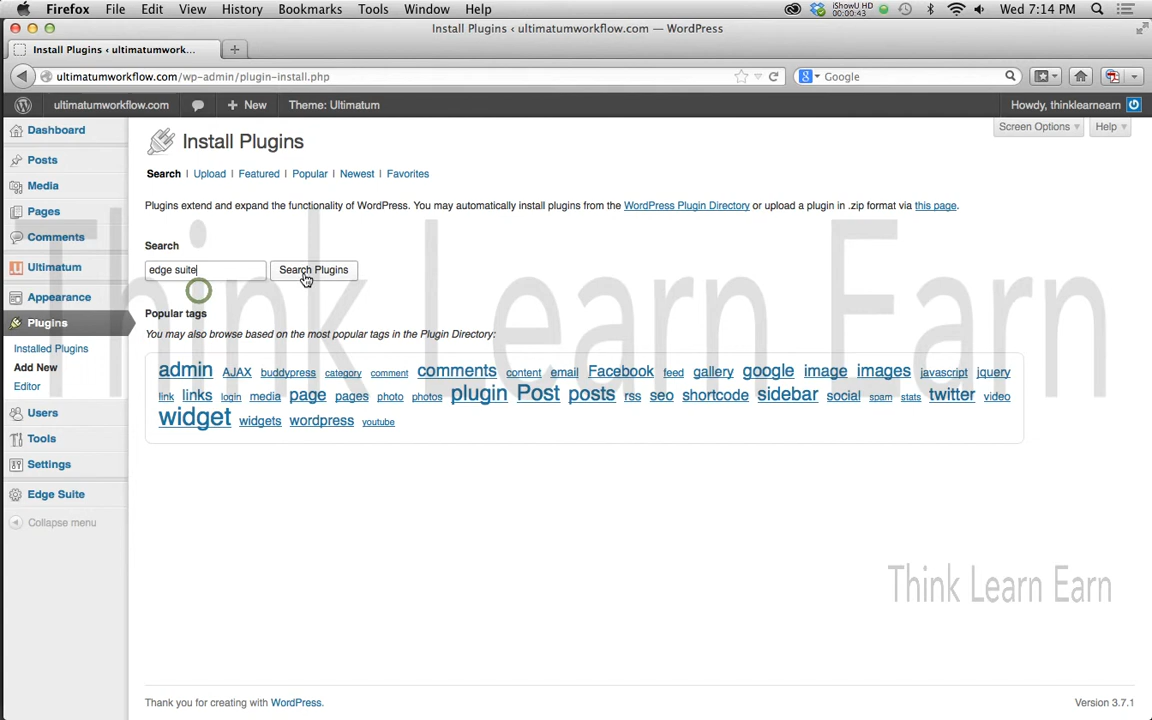 Firefox File Edit View History Bookmarks Tools Window Help iShowU HD 00:00:43 Wed 7:14 PM
Install Plugins ‹ ultimatumworkflow.com — WordPress
Install Plugins ‹ ultimatumwork... +
ultimatumworkflow.com/wp-admin/plugin-install.php Google
ultimatumworkflow.com + New Theme: Ultimatum Howdy, thinklearnearn
Screen Options Help
Dashboard
Posts
Media
Pages
Comments
Ultimatum
Appearance
Plugins
Installed Plugins
Add New
Editor
Users
Tools
Settings
Edge Suite
Collapse menu
Install Plugins
Search | Upload | Featured | Popular | Newest | Favorites
Plugins extend and expand the functionality of WordPress. You may automatically install plugins from the WordPress Plugin Directory or upload a plugin in .zip format via this page.
Search
edge suite Search Plugins
Popular tags
You may also browse based on the most popular tags in the Plugin Directory:
admin AJAX buddypress category comment comments content email Facebook feed gallery google image images javascript jquery
link links login media page pages photo photos plugin Post posts rss seo shortcode sidebar social spam stats twitter video
widget widgets wordpress youtube
Think Learn Earn
Think Learn Earn
Thank you for creating with WordPress. Version 3.7.1